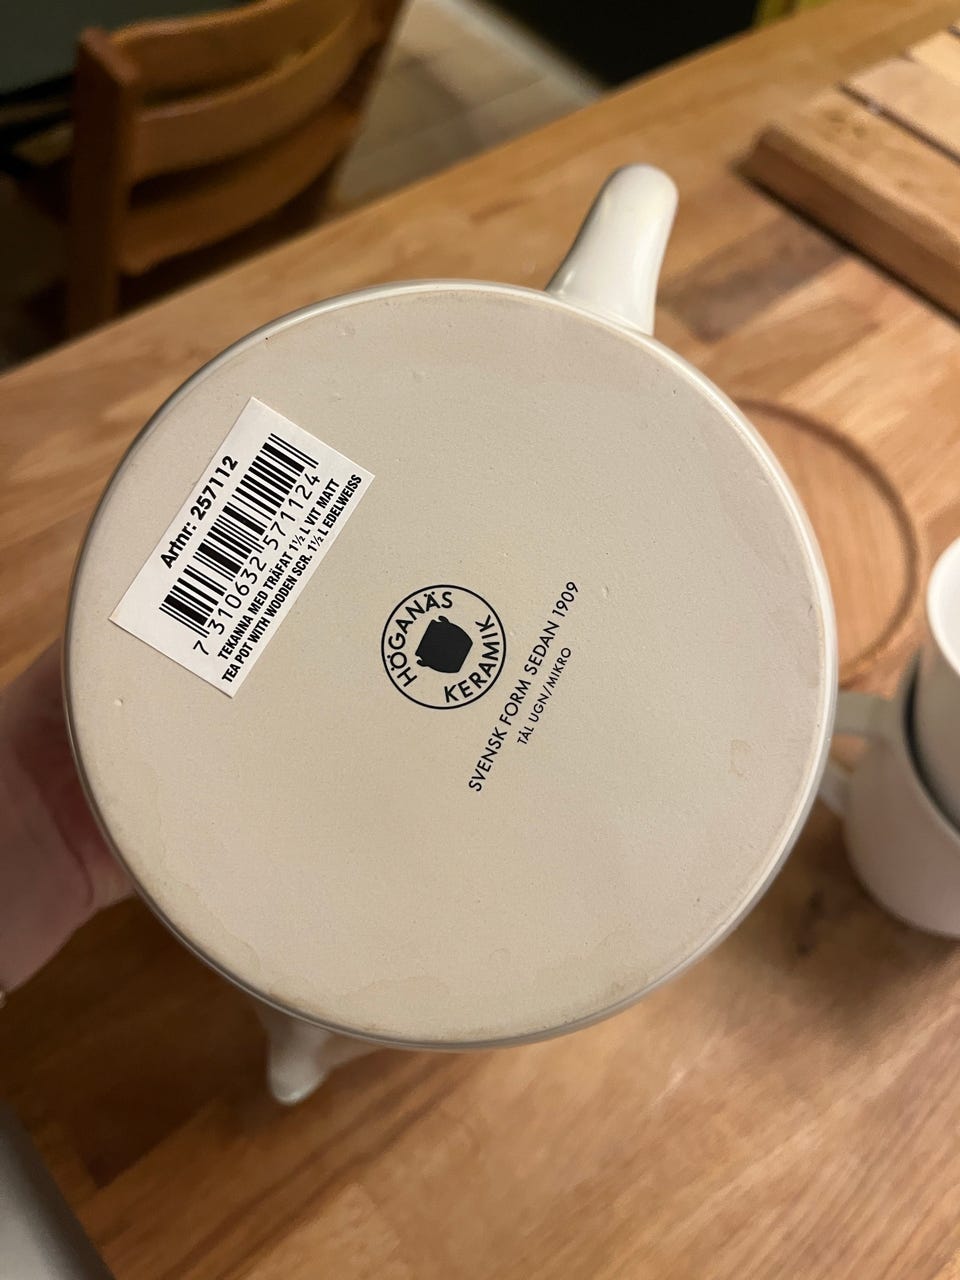 Artnr: 257112
7 310632 571124
TEKANNA MED TRÄFAT 1½ L VIT MATT
TEA POT WITH WOODEN SCR. 1½ L EDELWEISS
HÖGANÄS
KERAMIK
SVENSK FORM SEDAN 1909
TÅL UGN/MIKRO